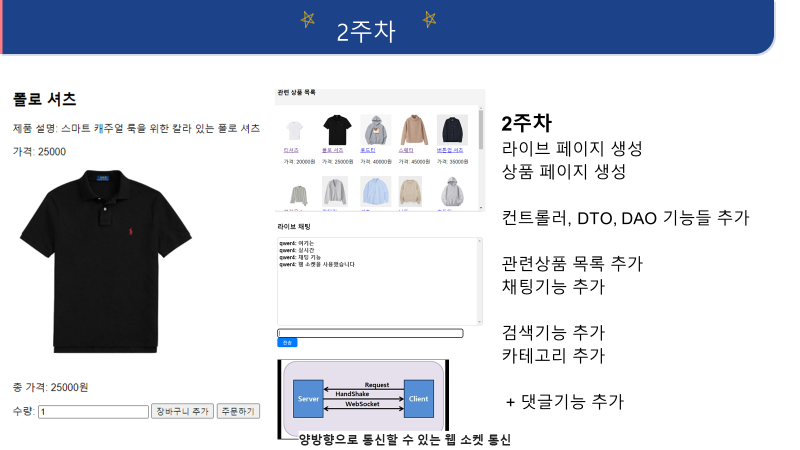 2주차
폴로 셔츠
제품 설명: 스마트 캐주얼 룩을 위한 칼라 있는 폴로 셔츠
가격: 25000
총 가격: 25000원
수량: 1 장바구니 추가 주문하기
관련 상품 목록
티셔츠 폴로 셔츠 후드티 스웨터 버튼업 셔츠
가격: 20000원 가격: 25000원 가격: 40000원 가격: 45000원 가격: 35000원
라이브 채팅
qwer4: 여기는
qwer4: 실시간
qwer4: 채팅 기능
qwer4: 웹 소켓을 사용했습니다
전송
Request
HandShake
Server Client
WebSocket
양방향으로 통신할 수 있는 웹 소켓 통신
2주차
라이브 페이지 생성
상품 페이지 생성
컨트롤러, DTO, DAO 기능들 추가
관련상품 목록 추가
채팅기능 추가
검색기능 추가
카테고리 추가
+ 댓글기능 추가